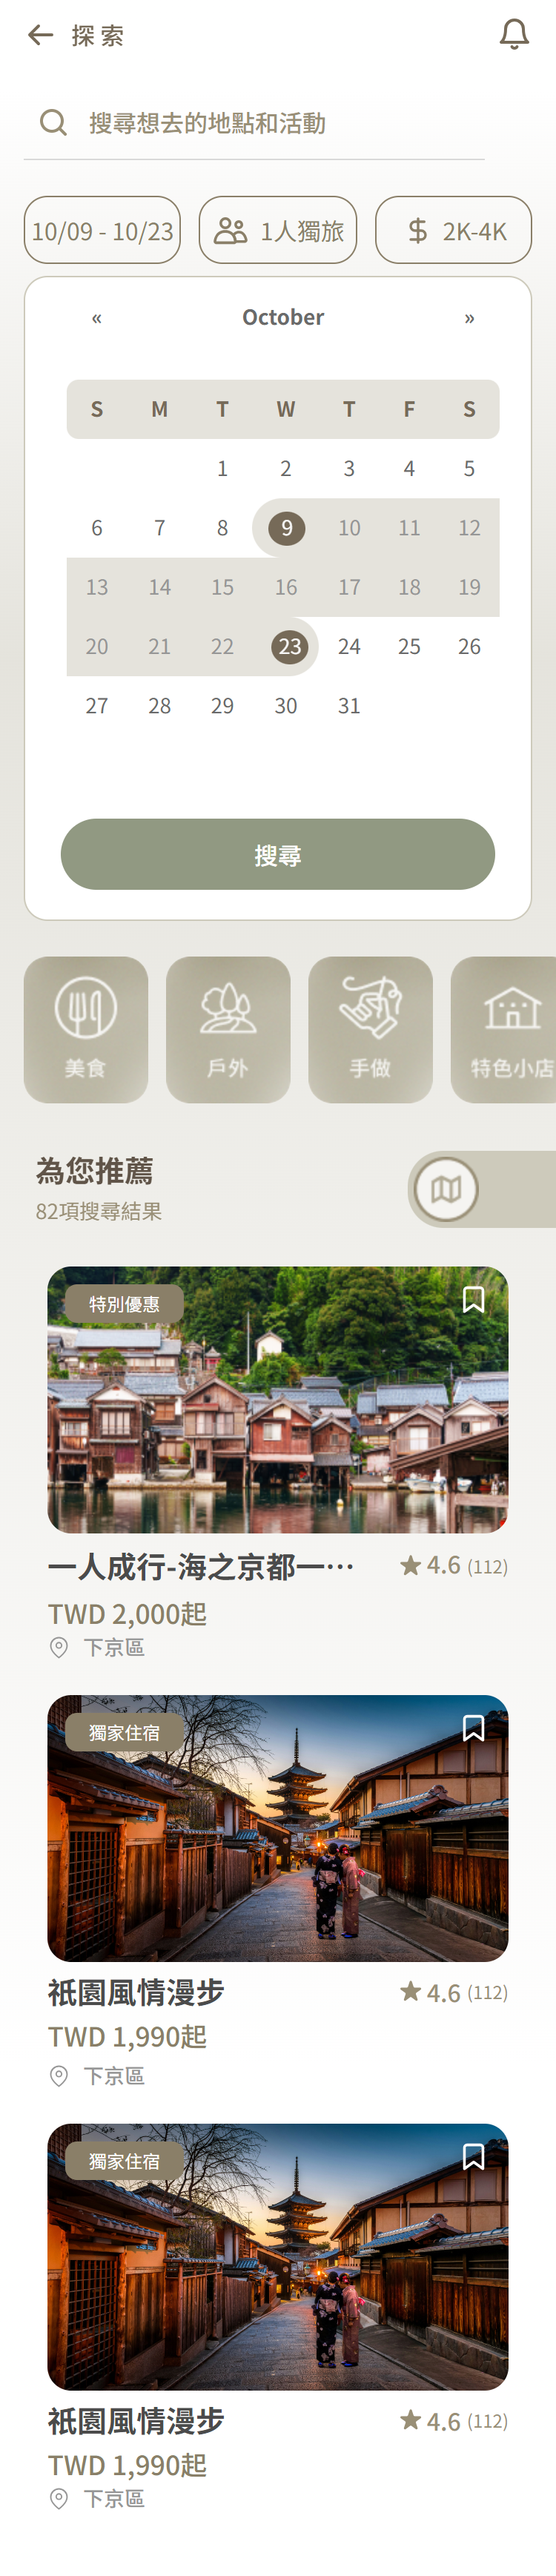 探索
搜尋想去的地點和活動
10/09 - 10/23 1人獨旅 2K-4K
« October »
S M T W T F S
1 2 3 4 5
6 7 8 9 10 11 12
13 14 15 16 17 18 19
20 21 22 23 24 25 26
27 28 29 30 31
搜尋
美食 戶外 手做 特色小店
為您推薦
82項搜尋結果
特別優惠
一人成行-海之京都一… 4.6 (112)
TWD 2,000起
下京區
獨家住宿
祇園風情漫步 4.6 (112)
TWD 1,990起
下京區
獨家住宿
祇園風情漫步 4.6 (112)
TWD 1,990起
下京區